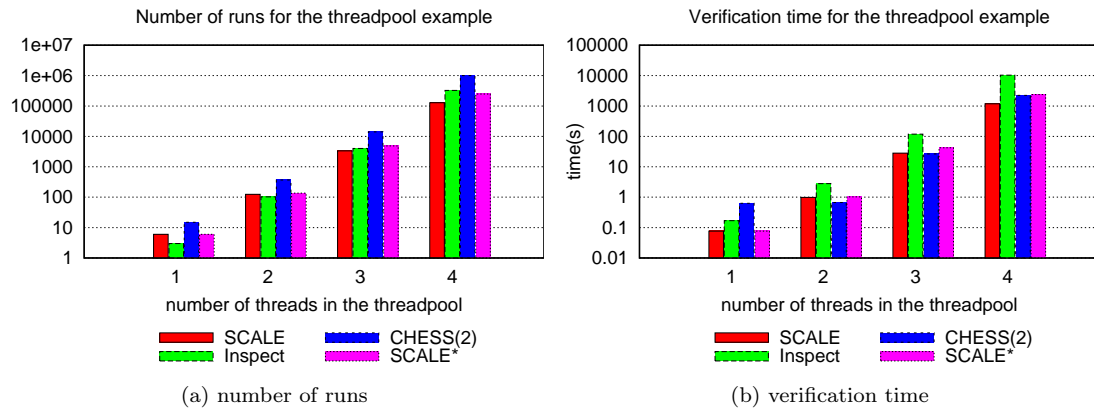 Number of runs for the threadpool example
1e+07
1e+06
100000
10000
1000
100
10
1
1 2 3 4
number of threads in the threadpool
SCALE CHESS(2)
Inspect SCALE*
(a) number of runs
Verification time for the threadpool example
time(s)
100000
10000
1000
100
10
1
0.1
0.01
1 2 3 4
number of threads in the threadpool
SCALE CHESS(2)
Inspect SCALE*
(b) verification time